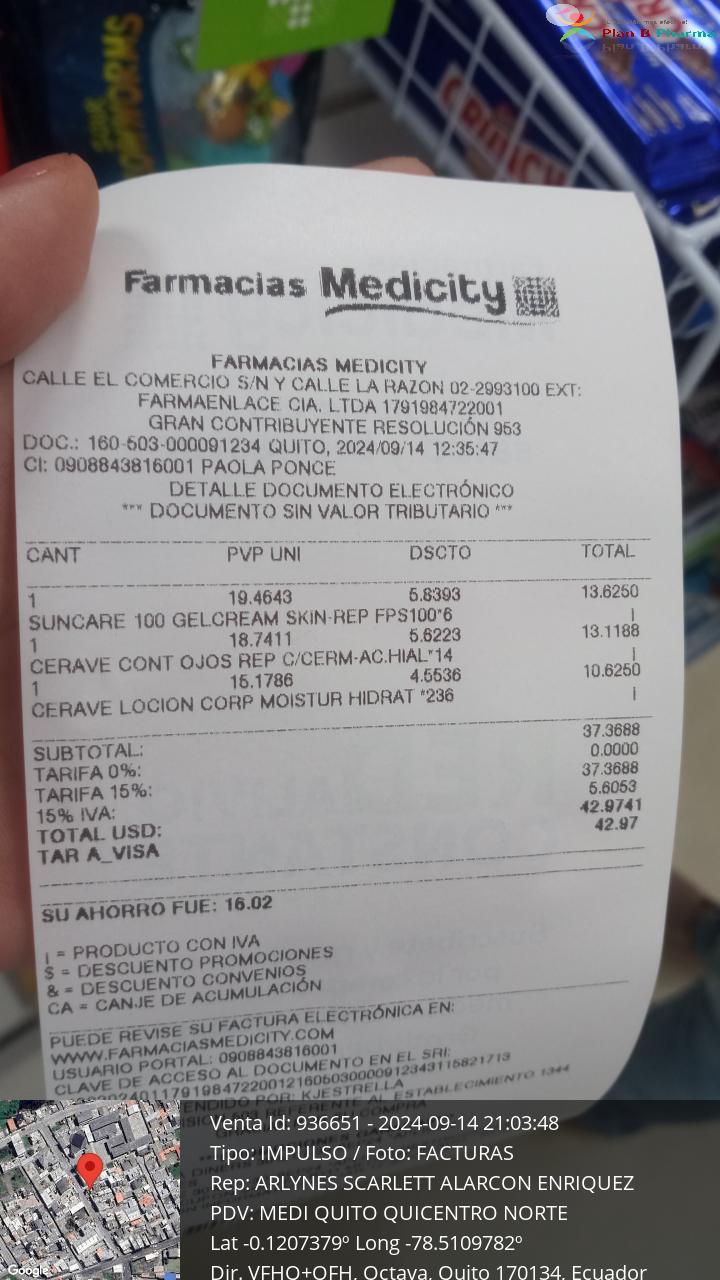 Plan B Pharma
CRUNCH
Farmacias Medicity
FARMACIAS MEDICITY
CALLE EL COMERCIO S/N Y CALLE LA RAZON 02-2993100 EXT:
FARMAENLACE CIA. LTDA 1791984722001
GRAN CONTRIBUYENTE RESOLUCIÓN 953
DOC.: 160-503-000091234 QUITO, 2024/09/14 12:35:47
CI: 0908843816001 PAOLA PONCE
DETALLE DOCUMENTO ELECTRÓNICO
*** DOCUMENTO SIN VALOR TRIBUTARIO ***
CANT PVP UNI DSCTO TOTAL
1 19.4643 5.8393 13.6250
SUNCARE 100 GELCREAM SKIN-REP FPS100*6 I
1 18.7411 5.6223 13.1188
CERAVE CONT OJOS REP C/CERM-AC.HIAL*14 I
1 15.1786 4.5536 10.6250
CERAVE LOCION CORP MOISTUR HIDRAT *236 I
SUBTOTAL: 37.3688
TARIFA 0%: 0.0000
TARIFA 15%: 37.3688
15% IVA: 5.6053
TOTAL USD: 42.9741
TAR A_VISA 42.97
SU AHORRO FUE: 16.02
I = PRODUCTO CON IVA
$ = DESCUENTO PROMOCIONES
& = DESCUENTO CONVENIOS
CA = CANJE DE ACUMULACIÓN
PUEDE REVISE SU FACTURA ELECTRÓNICA EN:
WWW.FARMACIASMEDICITY.COM
USUARIO PORTAL: 0908843816001
CLAVE DE ACCESO AL DOCUMENTO EN EL SRI:
POR: KJESTRELLA
ESTABLECIMIENTO 1344
Venta Id: 936651 - 2024-09-14 21:03:48
Tipo: IMPULSO / Foto: FACTURAS
Rep: ARLYNES SCARLETT ALARCON ENRIQUEZ
PDV: MEDI QUITO QUICENTRO NORTE
Lat -0.1207379º Long -78.5109782º
Dir. VFHQ+QFH, Octava, Quito 170134, Ecuador
Google